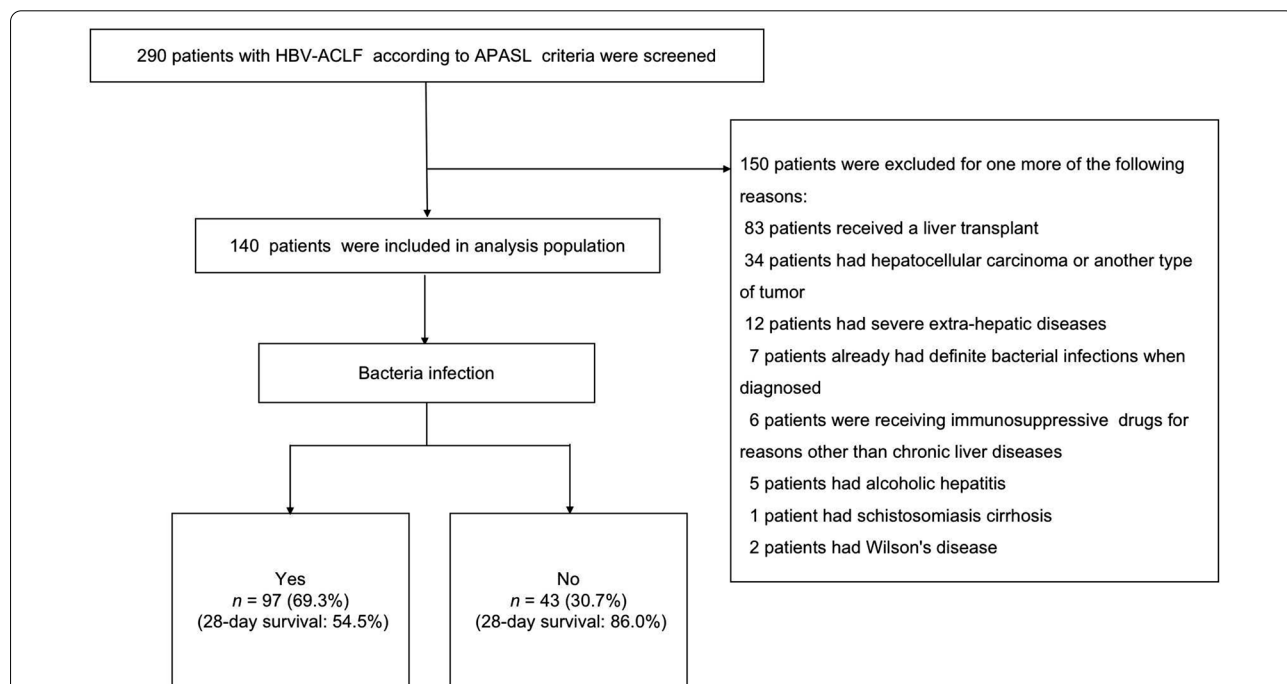 290 patients with HBV-ACLF according to APASL criteria were screened
150 patients were excluded for one more of the following
reasons:
83 patients received a liver transplant
34 patients had hepatocellular carcinoma or another type
of tumor
12 patients had severe extra-hepatic diseases
7 patients already had definite bacterial infections when
diagnosed
6 patients were receiving immunosuppressive drugs for
reasons other than chronic liver diseases
5 patients had alcoholic hepatitis
1 patient had schistosomiasis cirrhosis
2 patients had Wilson's disease
140 patients were included in analysis population
Bacteria infection
Yes
n = 97 (69.3%)
(28-day survival: 54.5%)
No
n = 43 (30.7%)
(28-day survival: 86.0%)